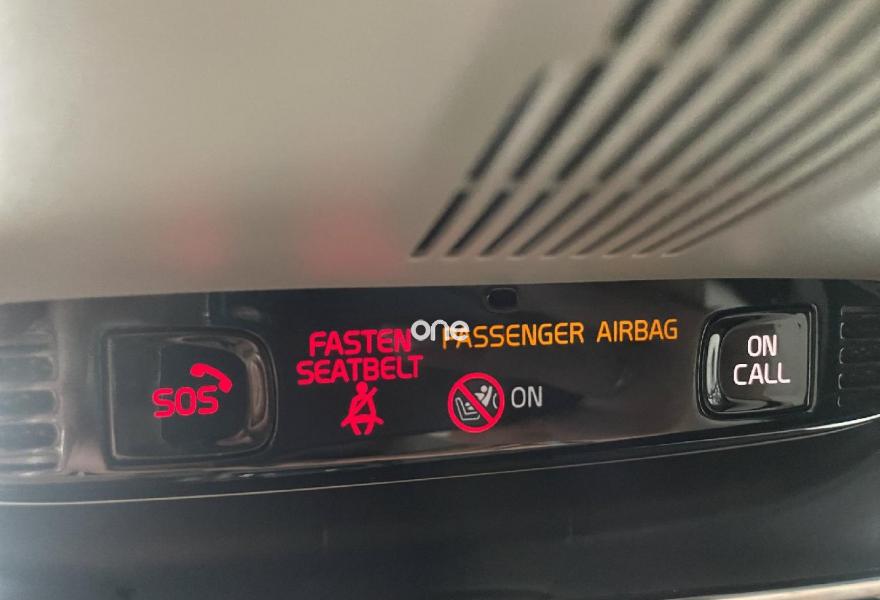 FASTEN
SEATBELT
one
PASSENGER AIRBAG
ON
SOS
ON
CALL